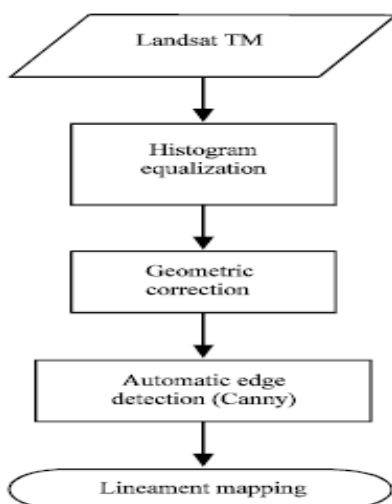 Landsat TM
Histogram
equalization
Geometric
correction
Automatic edge
detection (Canny)
Lineament mapping